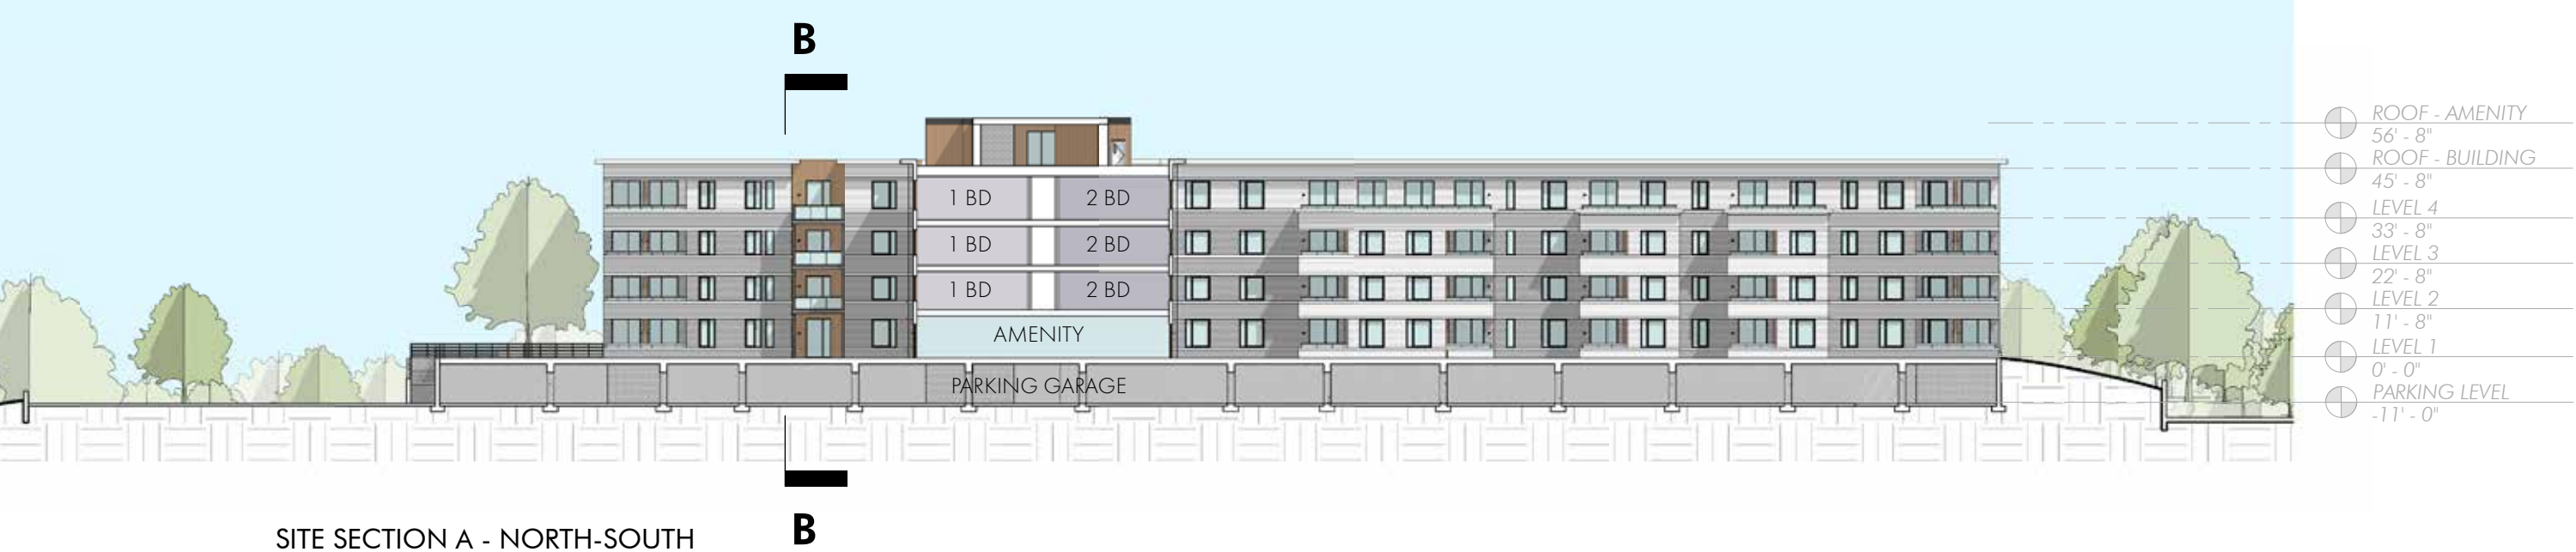 B
ROOF - AMENITY
56' - 8"
ROOF - BUILDING
45' - 8"
1 BD 2 BD
LEVEL 4
33' - 8"
1 BD 2 BD
LEVEL 3
22' - 8"
1 BD 2 BD
LEVEL 2
11' - 8"
AMENITY
LEVEL 1
0' - 0"
PARKING GARAGE
PARKING LEVEL
-11' - 0"
B
SITE SECTION A - NORTH-SOUTH